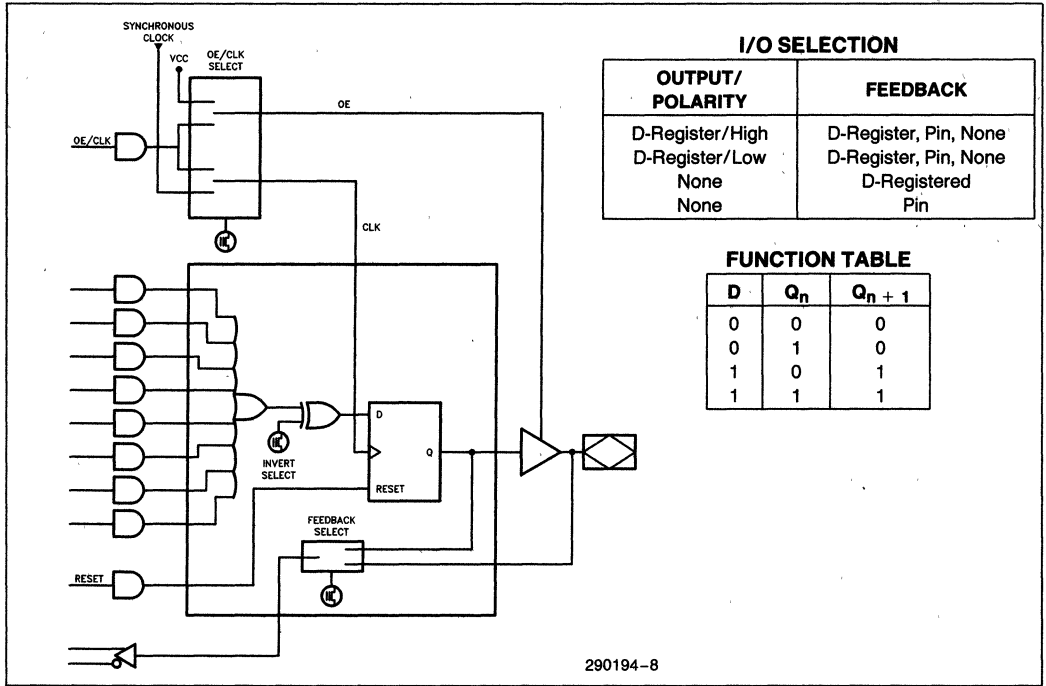 SYNCHRONOUS
CLOCK
VCC
OE/CLK
SELECT
OE
OE/CLK
CLK
D
Q
RESET
INVERT
SELECT
FEEDBACK
SELECT
RESET
I/O SELECTION
OUTPUT/
POLARITY
FEEDBACK
D-Register/High D-Register, Pin, None
D-Register/Low D-Register, Pin, None
None D-Registered
None Pin
FUNCTION TABLE
D Qn Qn + 1
0 0 0
0 1 0
1 0 1
1 1 1
290194–8